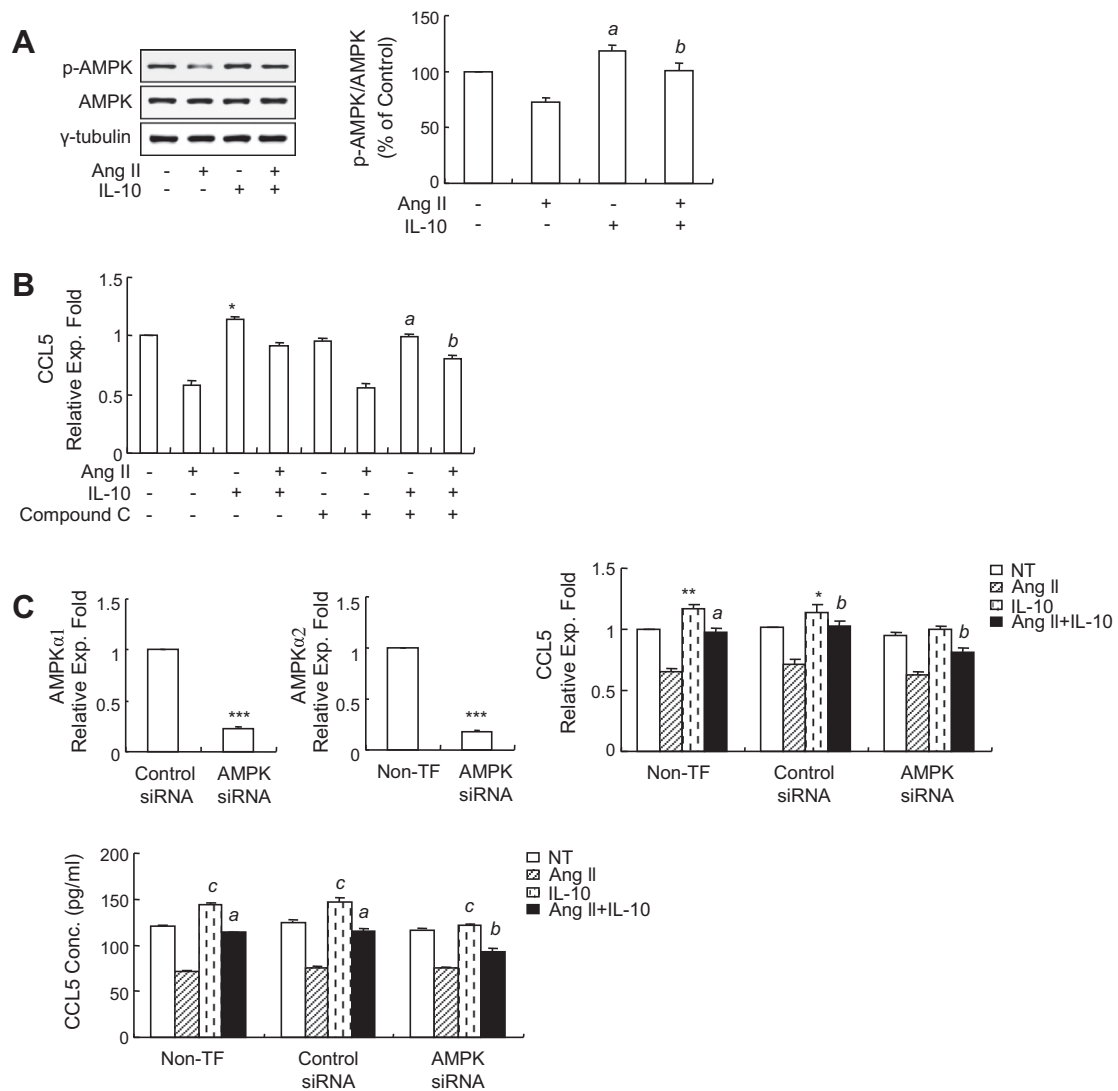 A
p-AMPK
AMPK
γ-tubulin
Ang II - + - +
IL-10 - - + +
p-AMPK/AMPK
(% of Control)
150
100
50
0
a
b
Ang II - + - +
IL-10 - - + +
B
CCL5
Relative Exp. Fold
1.5
1
0.5
0
*
a
b
Ang II - + - + - + - +
IL-10 - - + + - - + +
Compound C - - - - + + + +
C
AMPKα1
Relative Exp. Fold
1.5
1
0.5
0
***
Control
siRNA
AMPK
siRNA
AMPKα2
Relative Exp. Fold
1.5
1
0.5
0
***
Non-TF
AMPK
siRNA
CCL5
Relative Exp. Fold
1.5
1
0.5
0
**
a
*
b
b
Non-TF
Control
siRNA
AMPK
siRNA
NT
Ang II
IL-10
Ang II+IL-10
CCL5 Conc. (pg/ml)
200
150
100
50
0
c
a
c
a
c
b
Non-TF
Control
siRNA
AMPK
siRNA
NT
Ang II
IL-10
Ang II+IL-10